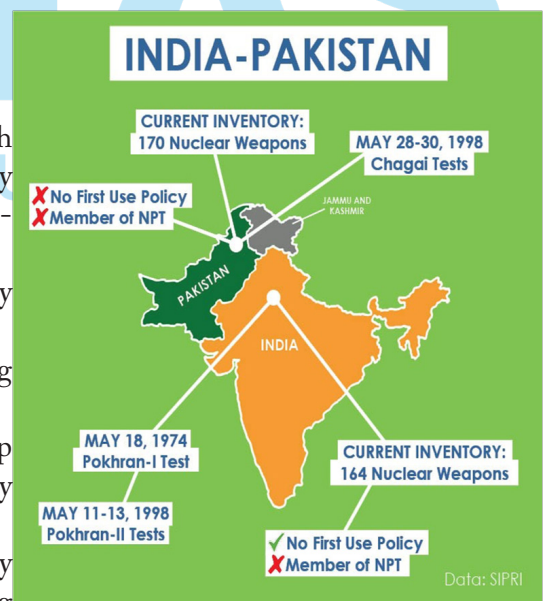 INDIA-PAKISTAN
CURRENT INVENTORY:
170 Nuclear Weapons
MAY 28-30, 1998
Chagai Tests
No First Use Policy
Member of NPT
JAMMU AND
KASHMIR
PAKISTAN
INDIA
MAY 18, 1974
Pokhran-I Test
CURRENT INVENTORY:
164 Nuclear Weapons
MAY 11-13, 1998
Pokhran-II Tests
No First Use Policy
Member of NPT
Data: SIPRI